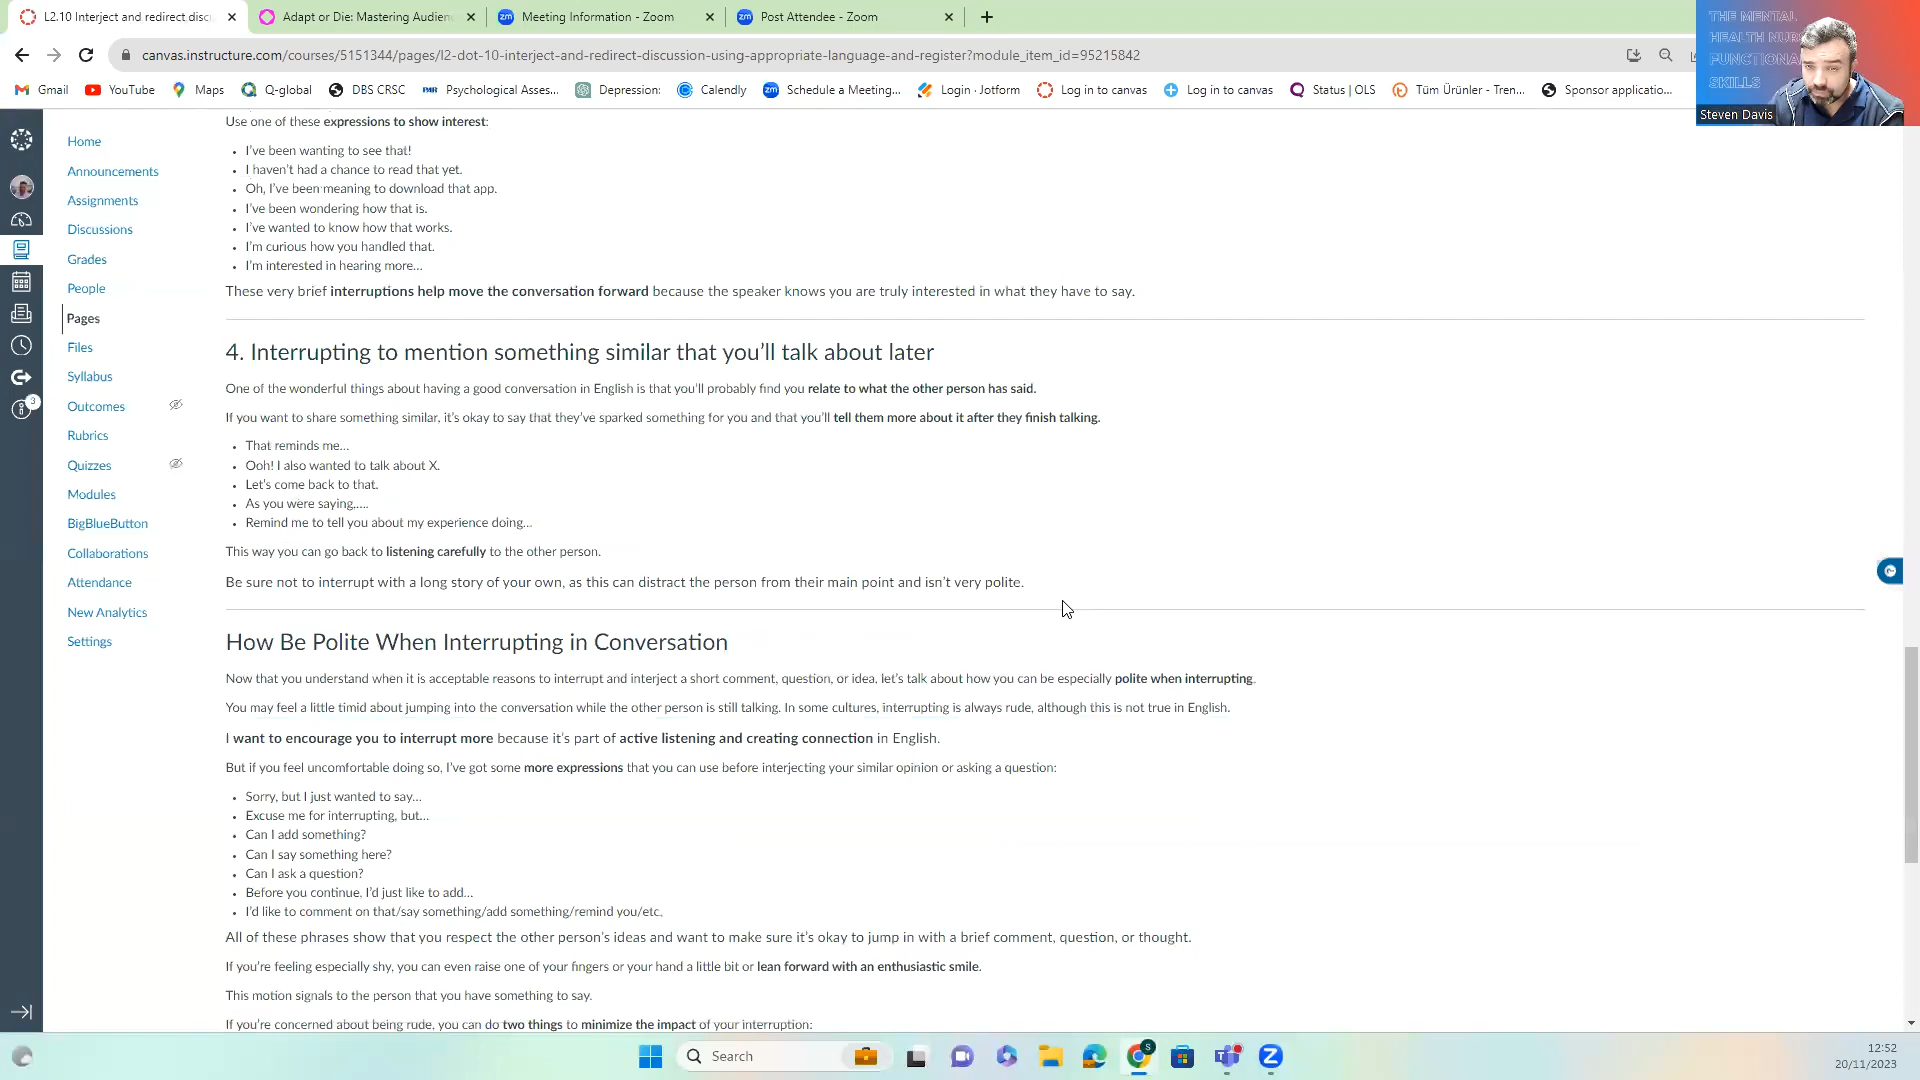 L2.10 Interject and redirect disc
Adapt or Die: Mastering Audien
Meeting Information - Zoom
Post Attendee - Zoom
canvas.instructure.com/courses/5151344/pages/l2-dot-10-interject-and-redirect-discussion-using-appropriate-language-and-register?module_item_id=95215842
Gmail
YouTube
Maps
Q-global
DBS CRSC
Psychological Asses...
Depression:
Calendly
Schedule a Meeting...
Login · Jotform
Log in to canvas
Log in to canvas
Status | OLS
Tüm Ürünler - Tren...
Sponsor applicatio...
THE MENTAL
HEALTH NUR
FUNCTIONA
SKILLS
Steven Davis
Home
Announcements
Assignments
Discussions
Grades
People
Pages
Files
Syllabus
Outcomes
Rubrics
Quizzes
Modules
BigBlueButton
Collaborations
Attendance
New Analytics
Settings
3
Use one of these expressions to show interest:
I've been wanting to see that!
I haven't had a chance to read that yet.
Oh, I've been meaning to download that app.
I've been wondering how that is.
I've wanted to know how that works.
I'm curious how you handled that.
I'm interested in hearing more...
These very brief interruptions help move the conversation forward because the speaker knows you are truly interested in what they have to say.
4. Interrupting to mention something similar that you'll talk about later
One of the wonderful things about having a good conversation in English is that you'll probably find you relate to what the other person has said.
If you want to share something similar, it's okay to say that they've sparked something for you and that you'll tell them more about it after they finish talking.
That reminds me...
Ooh! I also wanted to talk about X.
Let's come back to that.
As you were saying,....
Remind me to tell you about my experience doing...
This way you can go back to listening carefully to the other person.
Be sure not to interrupt with a long story of your own, as this can distract the person from their main point and isn't very polite.
How Be Polite When Interrupting in Conversation
Now that you understand when it is acceptable reasons to interrupt and interject a short comment, question, or idea, let's talk about how you can be especially polite when interrupting.
You may feel a little timid about jumping into the conversation while the other person is still talking. In some cultures, interrupting is always rude, although this is not true in English.
I want to encourage you to interrupt more because it's part of active listening and creating connection in English.
But if you feel uncomfortable doing so, I've got some more expressions that you can use before interjecting your similar opinion or asking a question:
Sorry, but I just wanted to say...
Excuse me for interrupting, but...
Can I add something?
Can I say something here?
Can I ask a question?
Before you continue, I'd just like to add...
I'd like to comment on that/say something/add something/remind you/etc.
All of these phrases show that you respect the other person's ideas and want to make sure it's okay to jump in with a brief comment, question, or thought.
If you're feeling especially shy, you can even raise one of your fingers or your hand a little bit or lean forward with an enthusiastic smile.
This motion signals to the person that you have something to say.
If you're concerned about being rude, you can do two things to minimize the impact of your interruption:
Search
S
12:52
20/11/2023